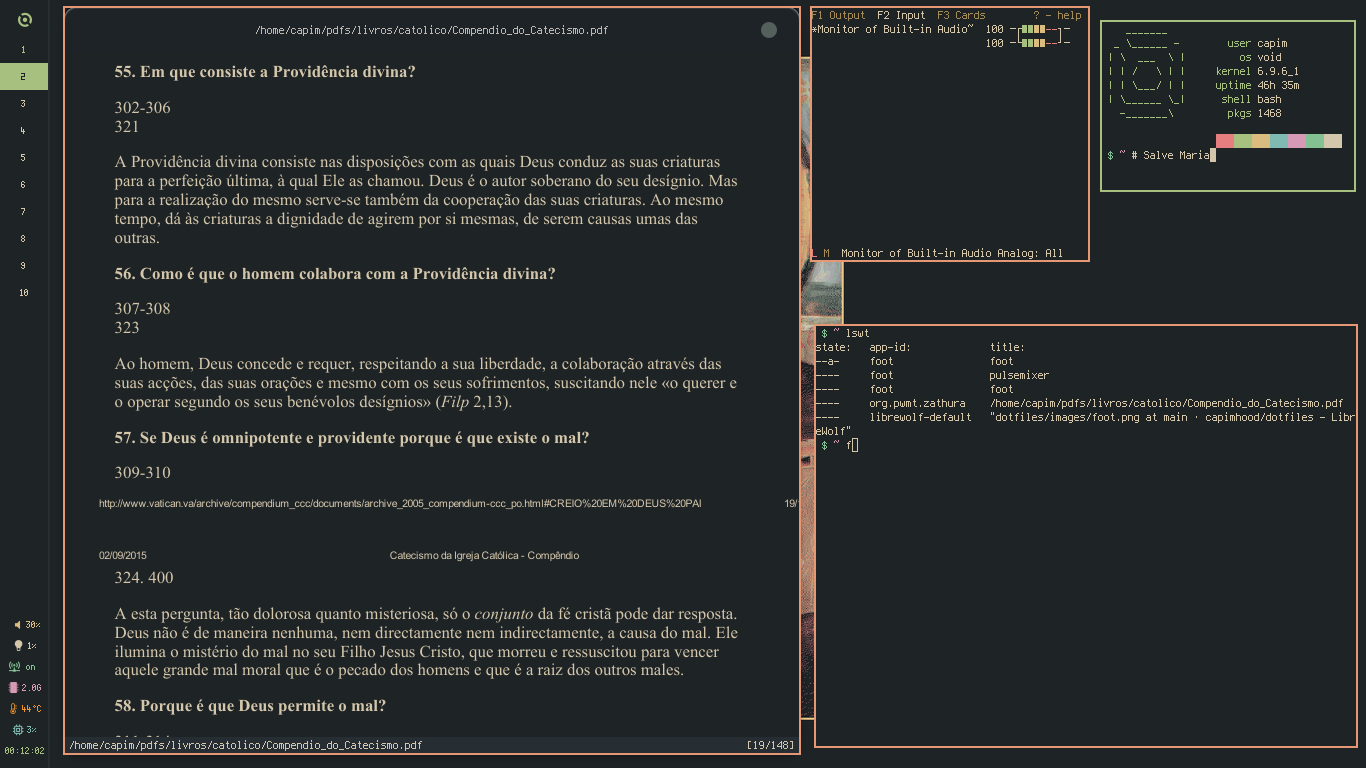 1
2
3
4
5
6
7
8
9
10
30%
1%
on
2.0G
44°C
3%
00:12:02
/home/capim/pdfs/livros/catolico/Compendio_do_Catecismo.pdf
55. Em que consiste a Providência divina?
302-306
321
A Providência divina consiste nas disposições com as quais Deus conduz as suas criaturas
para a perfeição última, à qual Ele as chamou. Deus é o autor soberano do seu desígnio. Mas
para a realização do mesmo serve-se também da cooperação das suas criaturas. Ao mesmo
tempo, dá às criaturas a dignidade de agirem por si mesmas, de serem causas umas das
outras.
56. Como é que o homem colabora com a Providência divina?
307-308
323
Ao homem, Deus concede e requer, respeitando a sua liberdade, a colaboração através das
suas acções, das suas orações e mesmo com os seus sofrimentos, suscitando nele «o querer e
o operar segundo os seus benévolos desígnios» (Filp 2,13).
57. Se Deus é omnipotente e providente porque é que existe o mal?
309-310
http://www.vatican.va/archive/compendium_ccc/documents/archive_2005_compendium-ccc_po.html#CREIO%20EM%20DEUS%20PAI 19/
02/09/2015 Catecismo da Igreja Católica - Compêndio
324. 400
A esta pergunta, tão dolorosa quanto misteriosa, só o conjunto da fé cristã pode dar resposta.
Deus não é de maneira nenhuma, nem directamente nem indirectamente, a causa do mal. Ele
ilumina o mistério do mal no seu Filho Jesus Cristo, que morreu e ressuscitou para vencer
aquele grande mal moral que é o pecado dos homens e que é a raiz dos outros males.
58. Porque é que Deus permite o mal?
/home/capim/pdfs/livros/catolico/Compendio_do_Catecismo.pdf [19/148]
F1 Output F2 Input F3 Cards ? - help
*Monitor of Built-in Audio~ 100
100
L M Monitor of Built-in Audio Analog: All
user capim
os void
kernel 6.9.6_1
uptime 46h 35m
shell bash
pkgs 1468
$ ~ # Salve Maria
$ ~ lswt
state: app-id: title:
--a- foot foot
---- foot pulsemixer
---- foot foot
---- org.pwmt.zathura /home/capim/pdfs/livros/catolico/Compendio_do_Catecismo.pdf
---- librewolf-default "dotfiles/images/foot.png at main · capimhood/dotfiles — Libr
eWolf"
$ ~ f